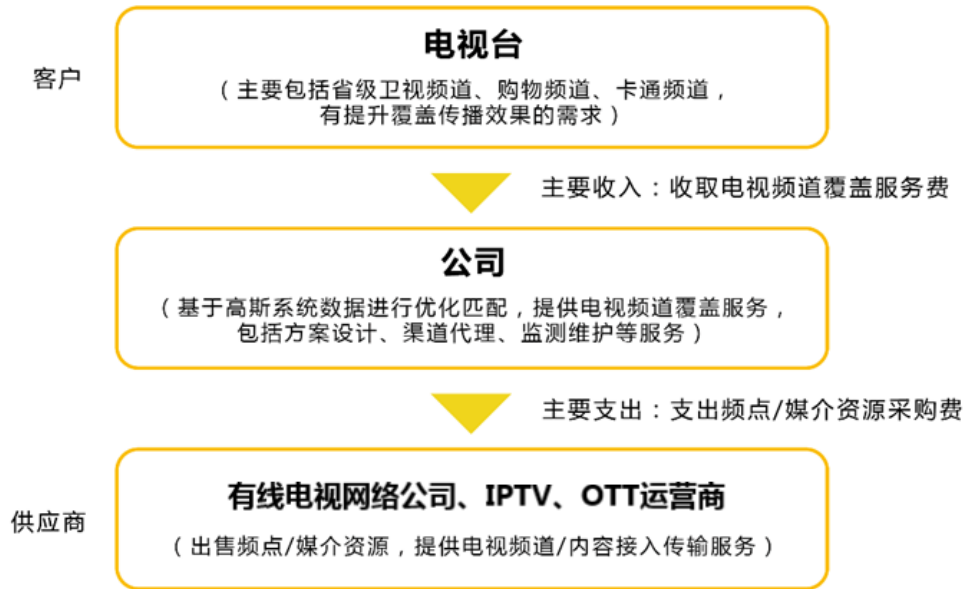 电视台
客户
（主要包括省级卫视频道、购物频道、卡通频道，
有提升覆盖传播效果的需求）
主要收入：收取电视频道覆盖服务费
公司
（基于高斯系统数据进行优化匹配，提供电视频道覆盖服务，
包括方案设计、渠道代理、监测维护等服务）
主要支出：支出频点/媒介资源采购费
有线电视网络公司、IPTV、OTT运营商
供应商
（出售频点/媒介资源，提供电视频道/内容接入传输服务）